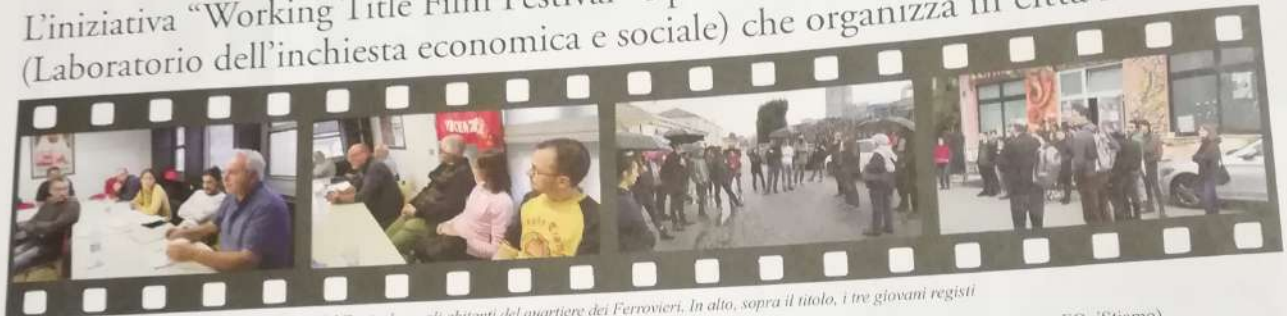 L'iniziativa "Working Title Film Festival"
(Laboratorio dell'inchiesta economica e sociale) che organizza in città
abitanti del quartiere dei Ferrovieri. In alto, sopra il titolo, i tre giovani registi